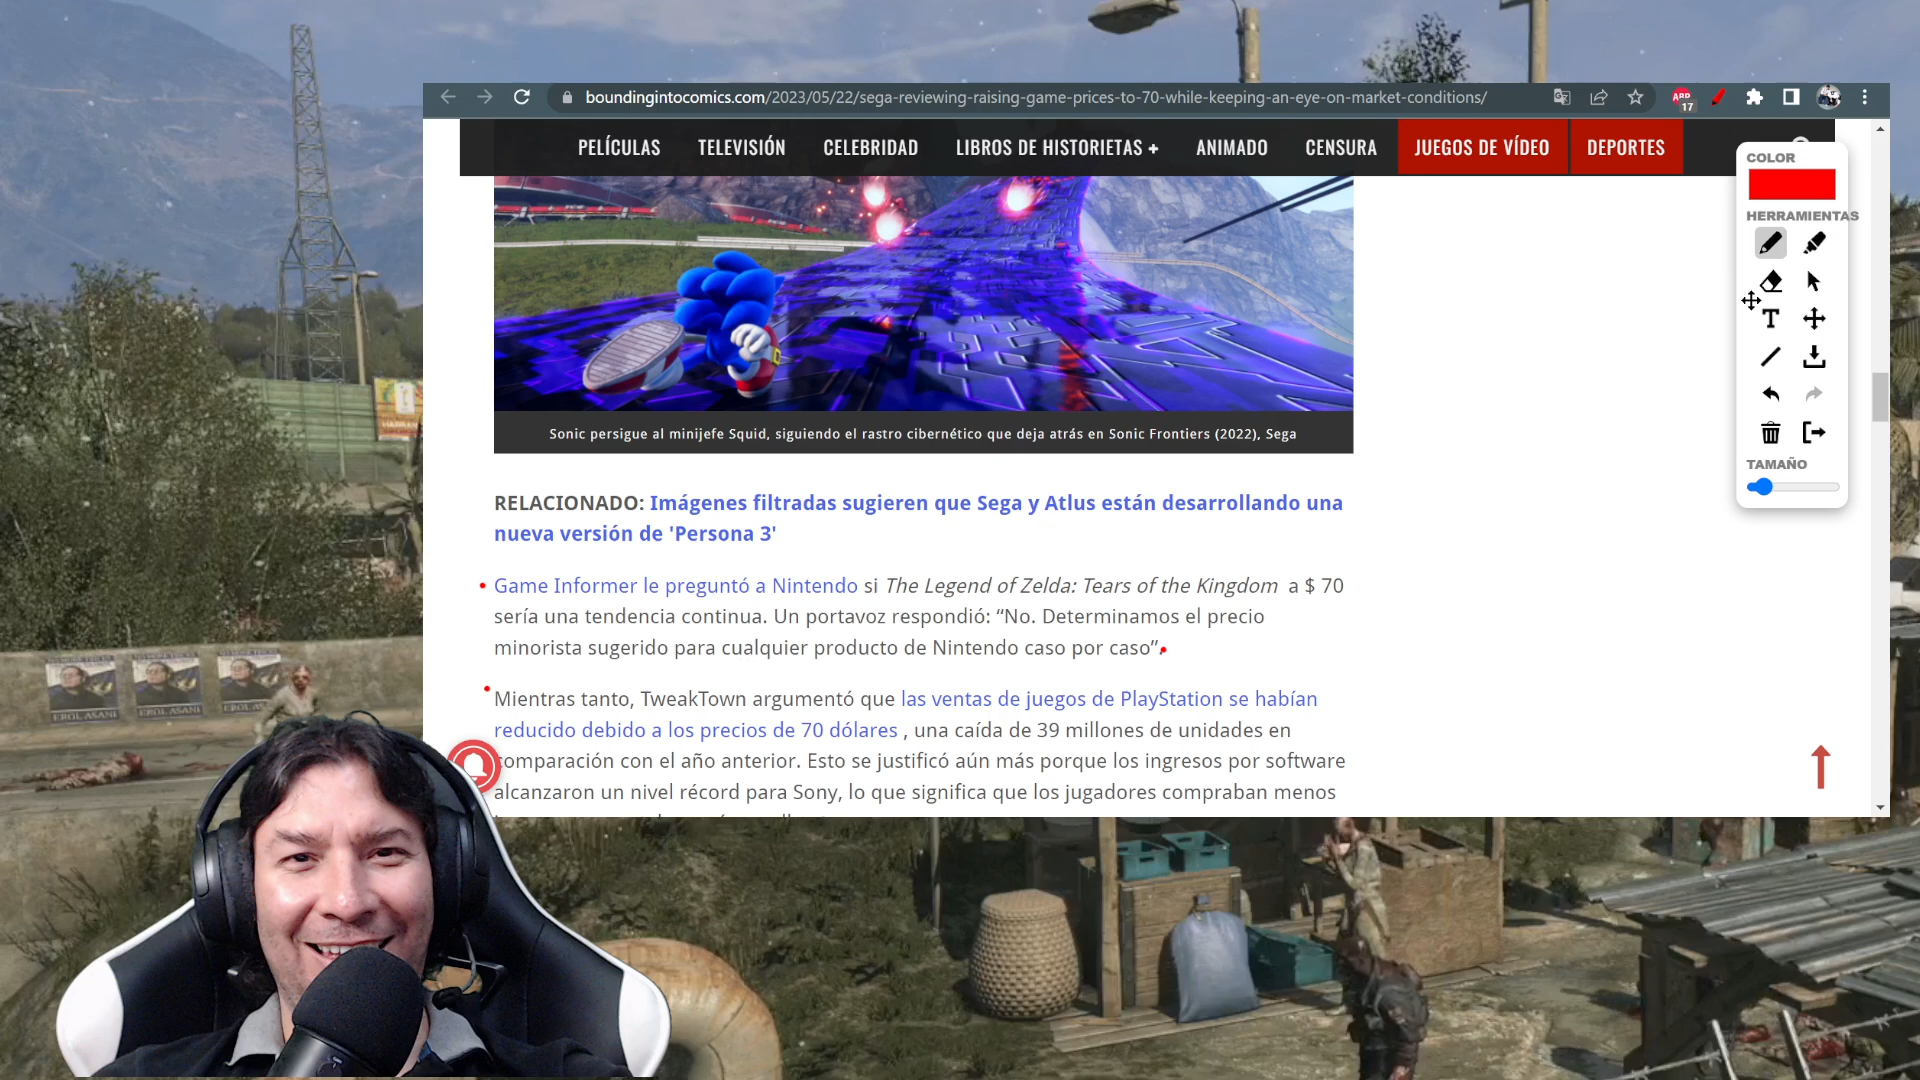 boundingintocomics.com/2023/05/22/sega-reviewing-raising-game-prices-to-70-while-keeping-an-eye-on-market-conditions/
ABP
17
PELÍCULAS TELEVISIÓN CELEBRIDAD LIBROS DE HISTORIETAS + ANIMADO CENSURA JUEGOS DE VÍDEO DEPORTES
COLOR
HERRAMIENTAS
T
TAMAÑO
Sonic persigue al minijefe Squid, siguiendo el rastro cibernético que deja atrás en Sonic Frontiers (2022), Sega
RELACIONADO: Imágenes filtradas sugieren que Sega y Atlus están desarrollando una
nueva versión de 'Persona 3'
Game Informer le preguntó a Nintendo si The Legend of Zelda: Tears of the Kingdom a $ 70
sería una tendencia continua. Un portavoz respondió: “No. Determinamos el precio
minorista sugerido para cualquier producto de Nintendo caso por caso”.
Mientras tanto, TweakTown argumentó que las ventas de juegos de PlayStation se habían
reducido debido a los precios de 70 dólares , una caída de 39 millones de unidades en
comparación con el año anterior. Esto se justificó aún más porque los ingresos por software
alcanzaron un nivel récord para Sony, lo que significa que los jugadores compraban menos
EROL ASANI
EROL ASANI